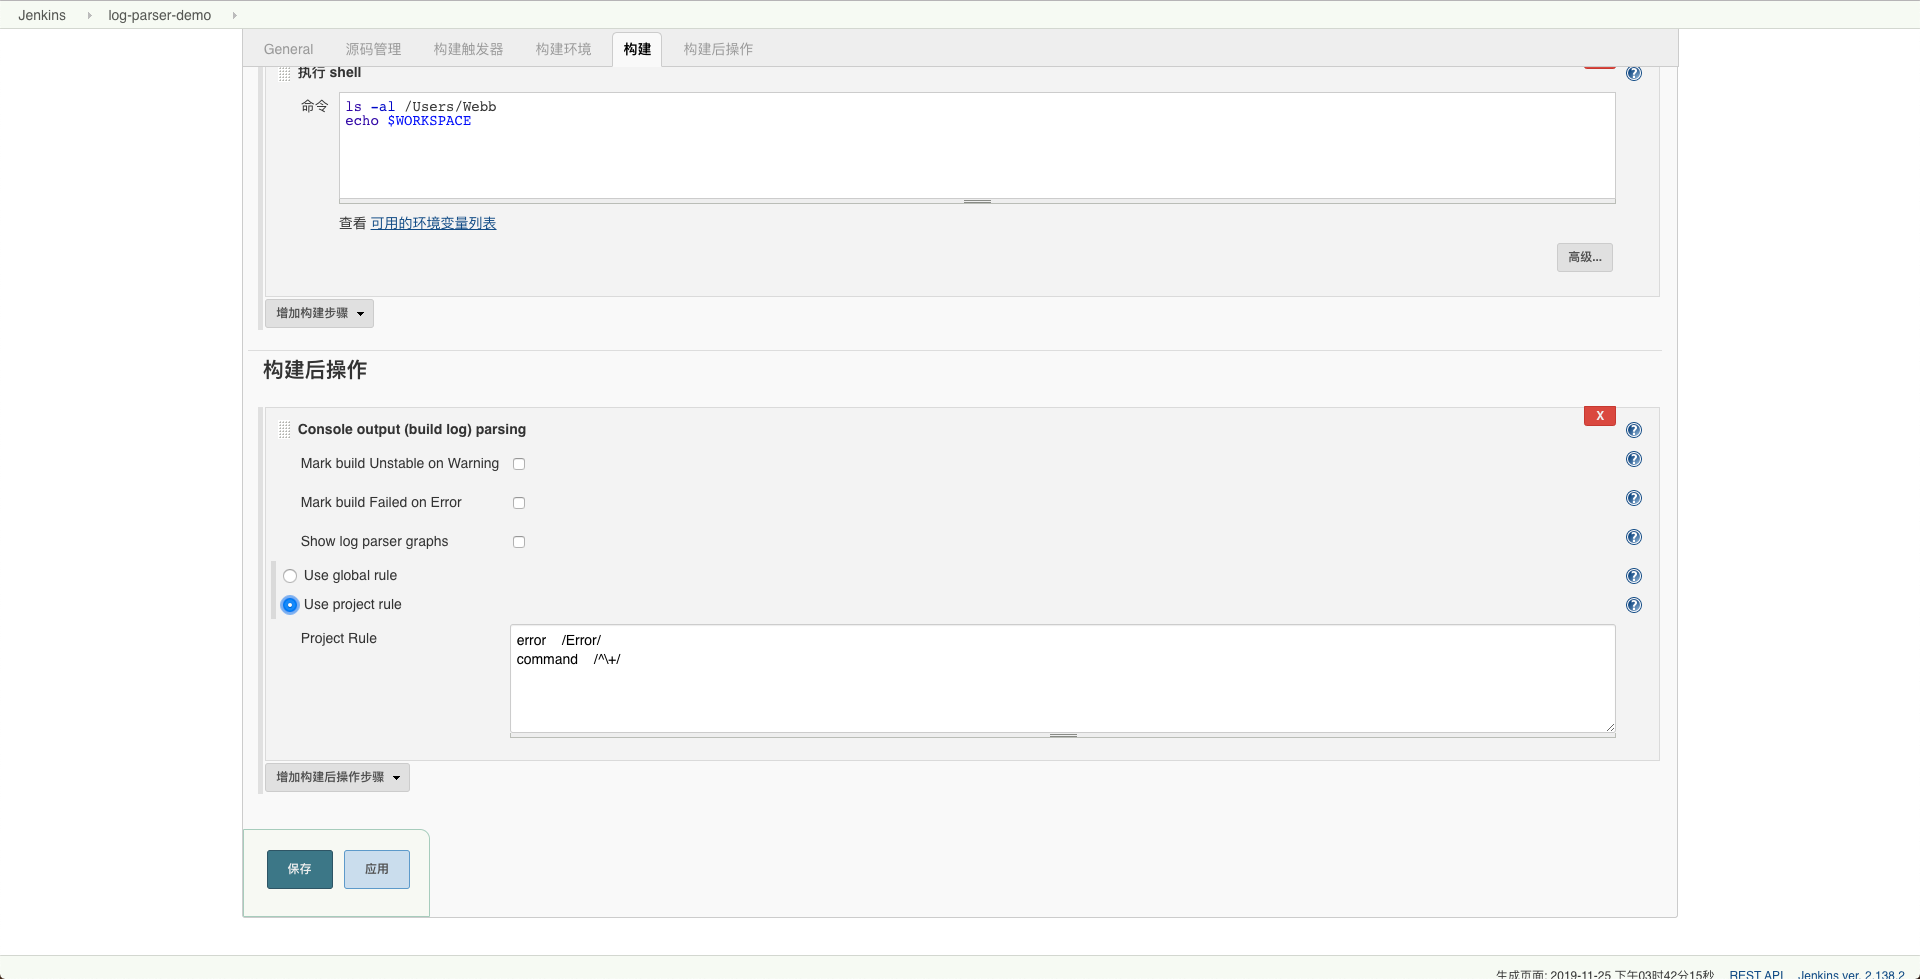 Jenkins log-parser-demo
General 源码管理 构建触发器 构建环境 构建 构建后操作
执行 shell
命令
ls -al /Users/Webb
echo $WORKSPACE
查看 可用的环境变量列表
高级...
增加构建步骤
构建后操作
X
Console output (build log) parsing
Mark build Unstable on Warning
Mark build Failed on Error
Show log parser graphs
Use global rule
Use project rule
Project Rule
error /Error/
command /^\+/
增加构建后操作步骤
保存 应用
生成页面: 2019-11-25 下午03时42分15秒 REST API Jenkins ver. 2.138.2